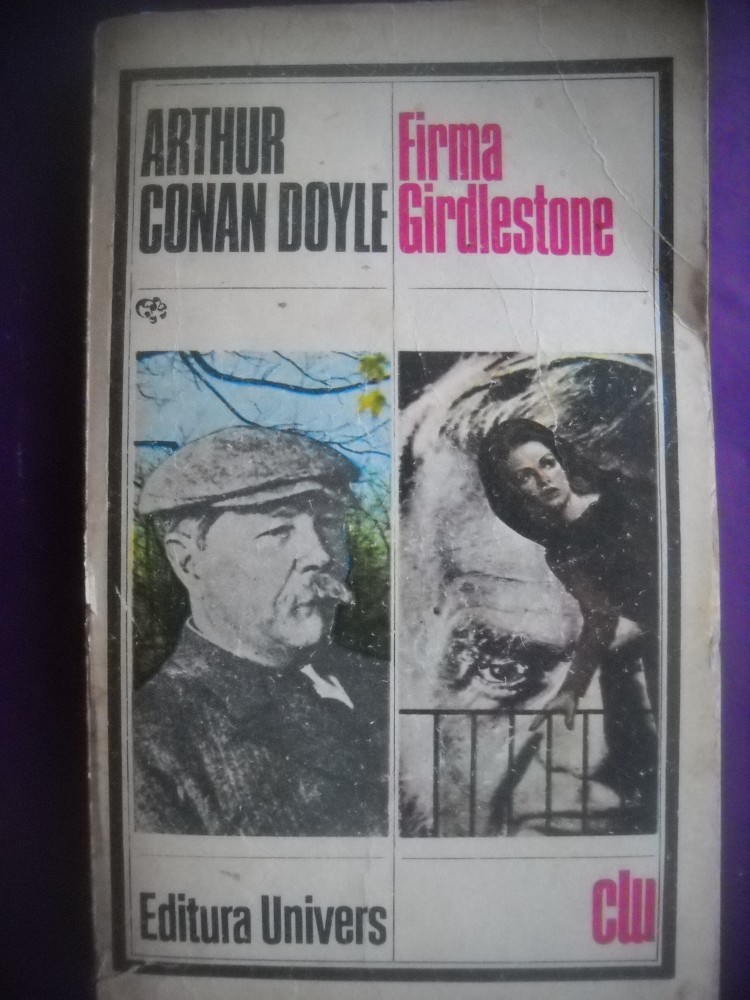 ARTHUR
CONAN DOYLE
Firma
Girdlestone
Editura Univers
clu